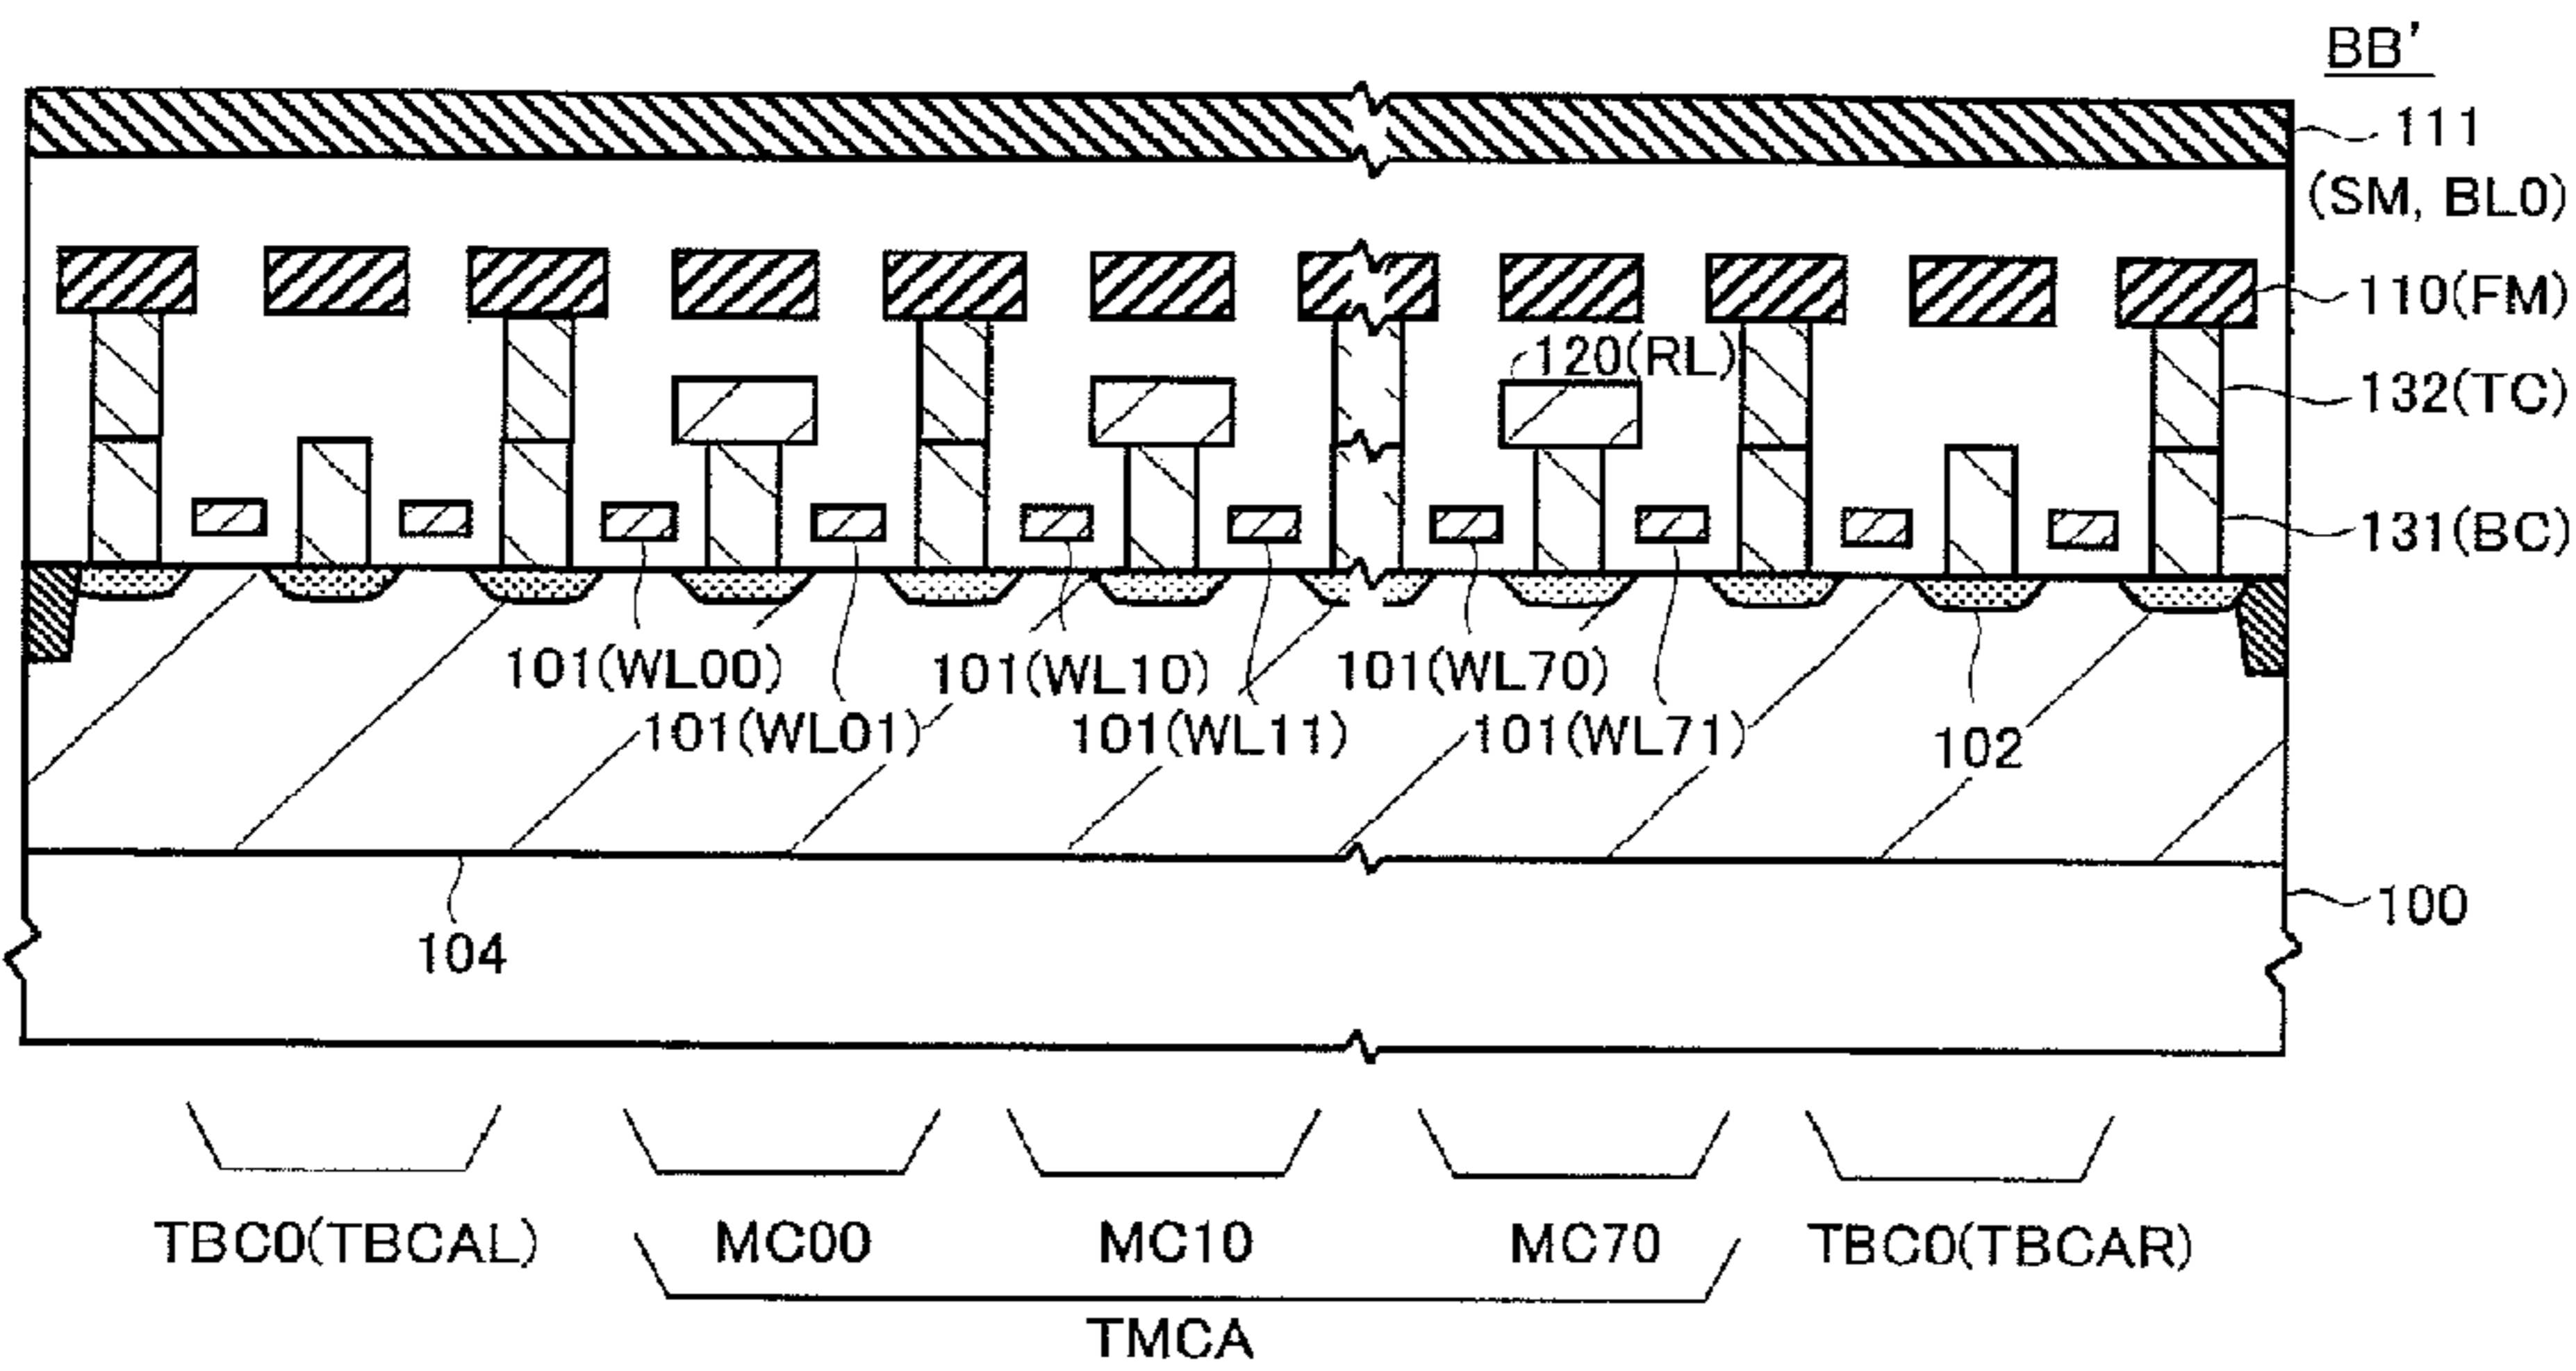 BB'
111
(SM, BL0)
110(FM)
120(RL)
132(TC)
131(BC)
101(WL00)
101(WL10)
101(WL70)
101(WL01)
101(WL11)
101(WL71)
102
100
104
TBC0(TBCAL)
MC00
MC10
MC70
TBC0(TBCAR)
TMCA